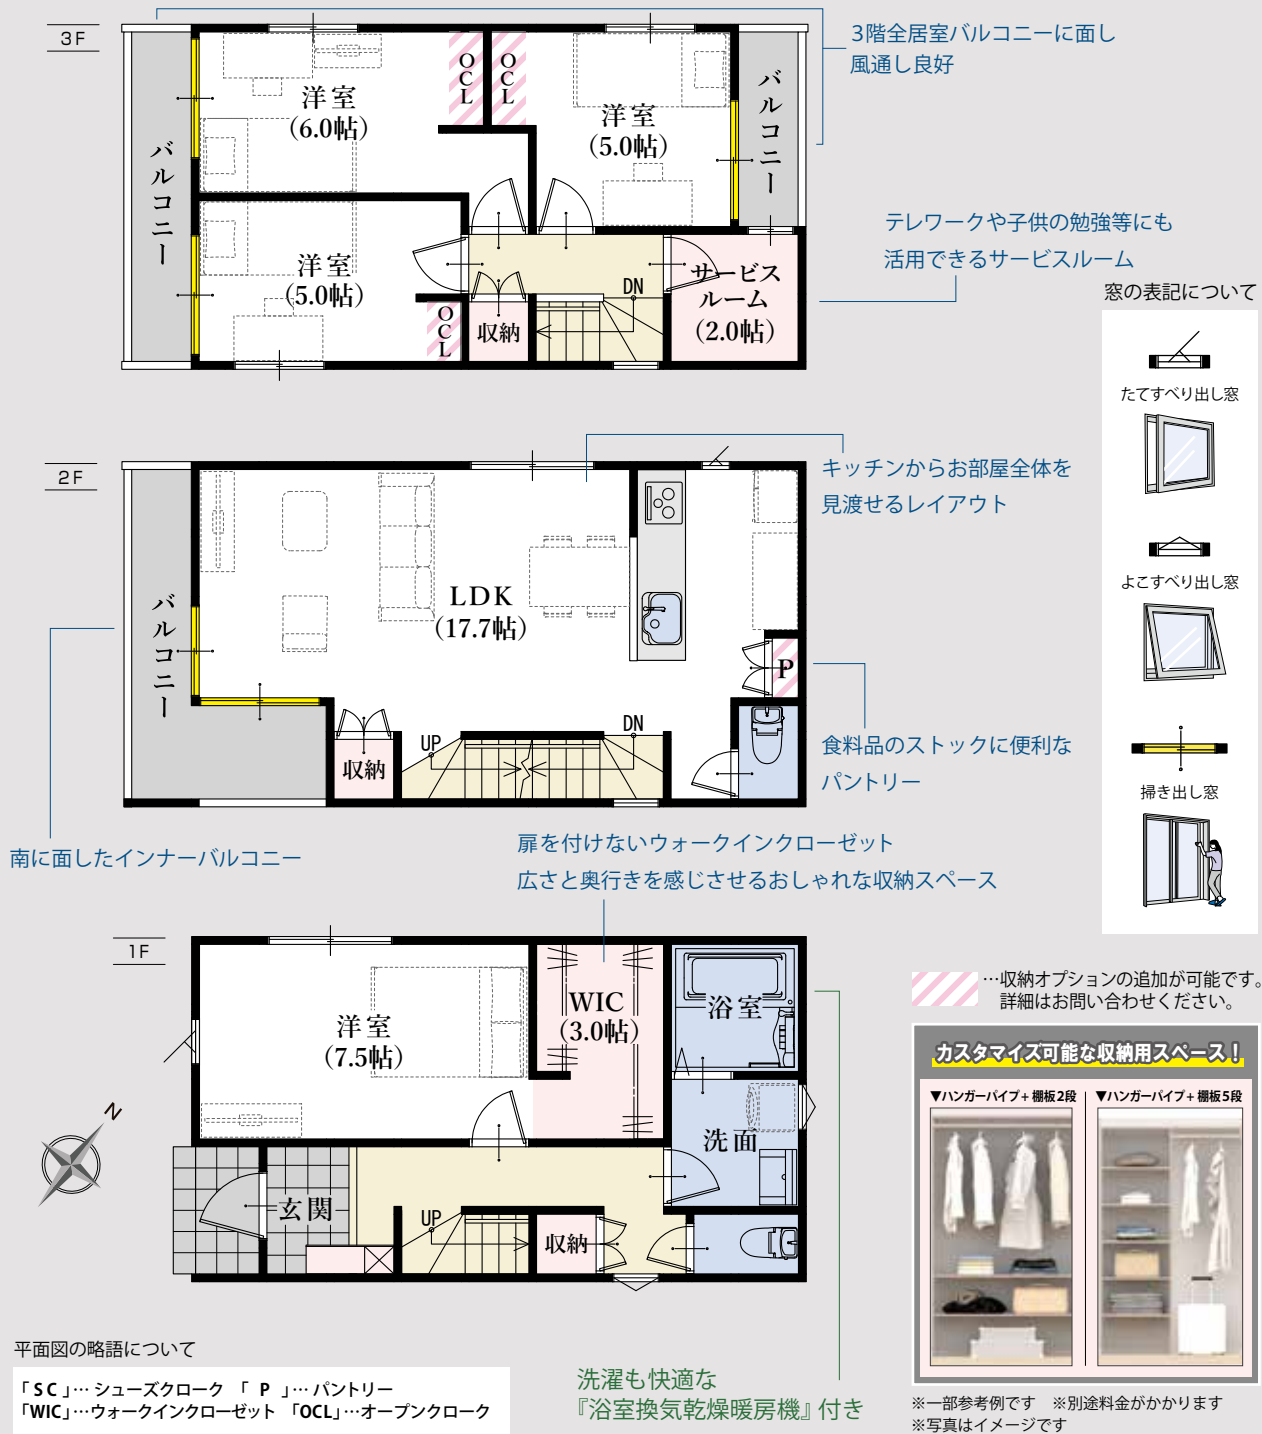 3F
3階全居室バルコニーに面し
風通し良好
OCL
OCL
洋室
(6.0帖)
洋室
(5.0帖)
バルコニー
バルコニー
テレワークや子供の勉強等にも
活用できるサービスルーム
洋室
(5.0帖)
OCL
収納
DN
サービス
ルーム
(2.0帖)
窓の表記について
たてすべり出し窓
よこすべり出し窓
掃き出し窓
2F
キッチンからお部屋全体を
見渡せるレイアウト
バルコニー
LDK
(17.7帖)
P
収納
UP
DN
食料品のストックに便利な
パントリー
南に面したインナーバルコニー
扉を付けないウォークインクローゼット
広さと奥行きを感じさせるおしゃれな収納スペース
1F
洋室
(7.5帖)
WIC
(3.0帖)
浴室
洗面
N
玄関
UP
収納
…収納オプションの追加が可能です。
詳細はお問い合わせください。
カスタマイズ可能な収納用スペース！
▼ハンガーパイプ＋棚板2段
▼ハンガーパイプ＋棚板5段
※一部参考例です　※別途料金がかかります
※写真はイメージです
平面図の略語について
「SC」… シューズクローク　「P」… パントリー
「WIC」…ウォークインクローゼット　「OCL」…オープンクローク
洗濯も快適な
『浴室換気乾燥暖房機』付き